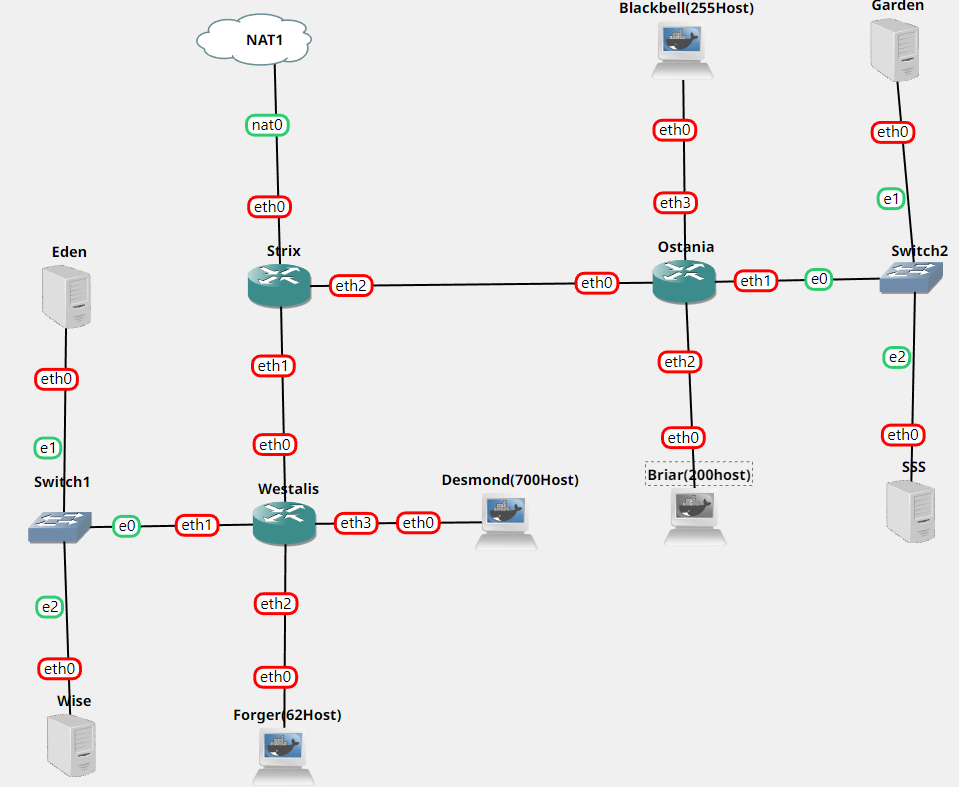 Blackbell(255Host)
Garden
NAT1
nat0
eth0
eth0
eth0
e1
eth3
Eden
Strix
Ostania
Switch2
eth2
eth0
eth1
e0
eth1
eth2
e2
eth0
eth0
eth0
eth0
e1
SSS
Briar(200host)
Switch1
Westalis
Desmond(700Host)
e0
eth1
eth3
eth0
e2
eth2
eth0
eth0
Wise
Forger(62Host)